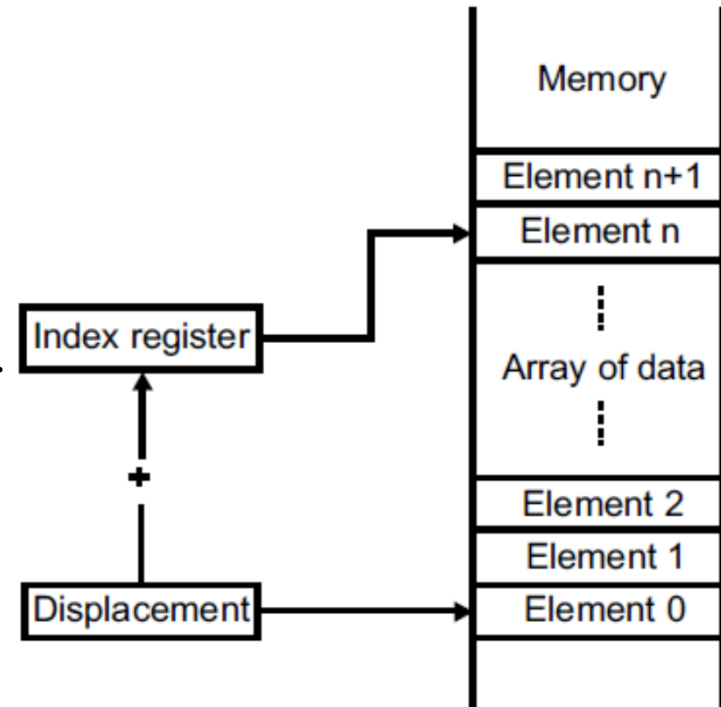 Memory
Element n+1
Element n
Index register
Array of data
+
Element 2
Element 1
Displacement
Element 0